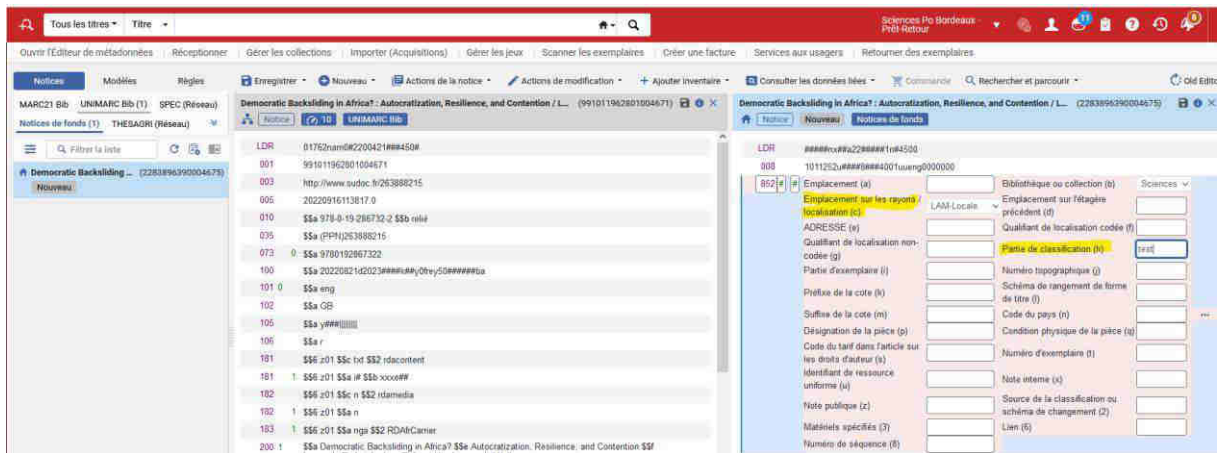 Tous les titres Titre
Sciences Po Bordeaux -
Prêt-Retour
11
Ouvrir l'Éditeur de métadonnées Réceptionner Gérer les collections Importer (Acquisitions) Gérer les jeux Scanner les exemplaires Créer une facture Services aux usagers Retourner des exemplaires
Notices Modèles Règles
MARC21 Bib UNIMARC Bib (1) SPEC (Réseau)
Notices de fonds (1) THESAGRI (Réseau)
Filtrer la liste
Democratic Backsliding ... (2283896390004675)
Nouveau
Enregistrer Nouveau Actions de la notice Actions de modification + Ajouter inventaire Consulter les données liées Commande Rechercher et parcourir Old Edito
Democratic Backsliding in Africa? : Autocratization, Resilience, and Contention / L... (991011962801004671)
Notice 10 UNIMARC Bib
LDR 01762nam0#2200421###450#
001 991011962801004671
003 http://www.sudoc.fr/263888215
005 20220916113817.0
010 $$a 978-0-19-286732-2 $$b relié
035 $$a (PPN)263888215
073 0 $$a 9780192867322
100 $$a 20220821d2023####k##y0frey50######ba
101 0 $$a eng
102 $$a GB
105 $$a y###||||||||
106 $$a r
181 $$6 z01 $$c txt $$2 rdacontent
181 1 $$6 z01 $$a i# $$b xxxe##
182 $$6 z01 $$c n $$2 rdamedia
182 1 $$6 z01 $$a n
183 1 $$6 z01 $$a nga $$2 RDAfrCarrier
200 1 $$a Democratic Backsliding in Africa? $$e Autocratization, Resilience, and Contention $$f
Democratic Backsliding in Africa? : Autocratization, Resilience, and Contention / L... (2283896390004675)
Notice Nouveau Notices de fonds
LDR #####nx##a22#####1n#4500
008 1011252u####8###4001uueng0000000
852 # # Emplacement (a) Bibliothèque ou collection (b) Sciences
Emplacement sur les rayons / localisation (c) LAM-Locale Emplacement sur l'étagère précédent (d)
ADRESSE (e) Qualifiant de localisation codée (f)
Qualifiant de localisation non-codée (g) Partie de classification (h) test
Partie d'exemplaire (i) Numéro topographique (j)
Préfixe de la cote (k) Schéma de rangement de forme de titre (l)
Suffixe de la cote (m) Code du pays (n)
Désignation de la pièce (p) Condition physique de la pièce (q)
Code du tarif dans l'article sur les droits d'auteur (s) Numéro d'exemplaire (t)
Identifiant de ressource uniforme (u) Note interne (x)
Note publique (z) Source de la classification ou schéma de changement (2)
Matériels spécifiés (3) Lien (6)
Numéro de séquence (8)